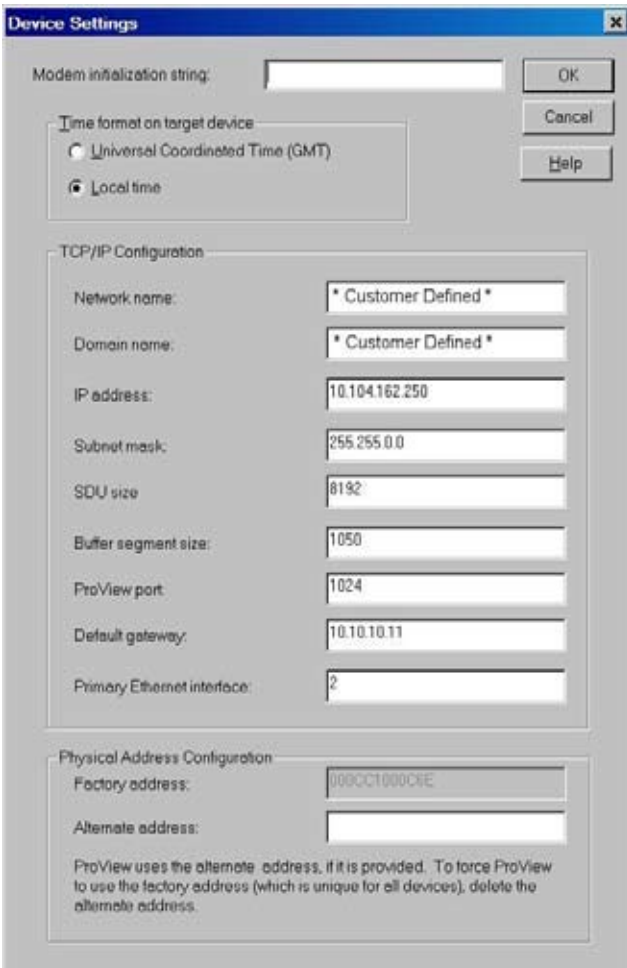 Device Settings
Modem initialization string:
OK
Cancel
Help
Time format on target device
Universal Coordinated Time (GMT)
Local time
TCP/IP Configuration
Network name: * Customer Defined *
Domain name: * Customer Defined *
IP address: 10.104.162.250
Subnet mask: 255.255.0.0
SDU size 8192
Buffer segment size: 1050
ProView port 1024
Default gateway: 10.10.10.11
Primary Ethernet interface: 2
Physical Address Configuration
Factory address: 000CC1000C6E
Alternate address:
ProView uses the alternate address, if it is provided. To force ProView
to use the factory address (which is unique for all devices), delete the
alternate address.